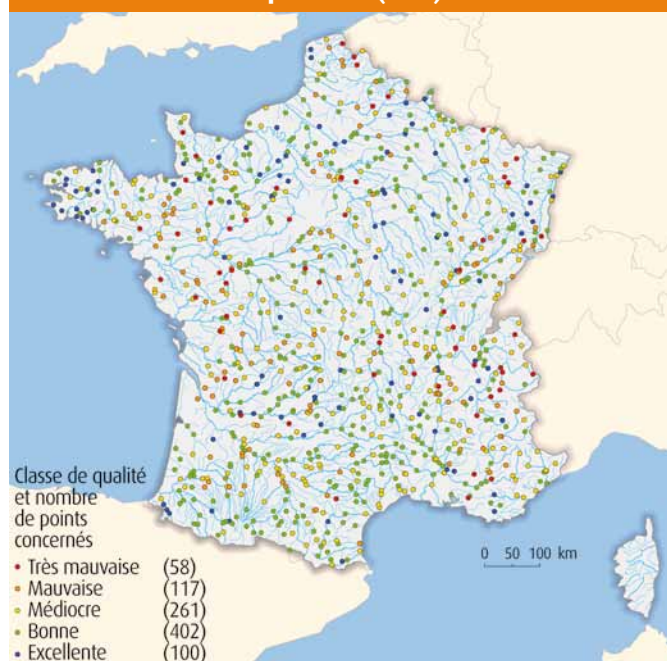 0 50 100 km
Classe de qualité
et nombre
de points
concernés
Très mauvaise (58)
Mauvaise (117)
Médiocre (261)
Bonne (402)
Excellente (100)